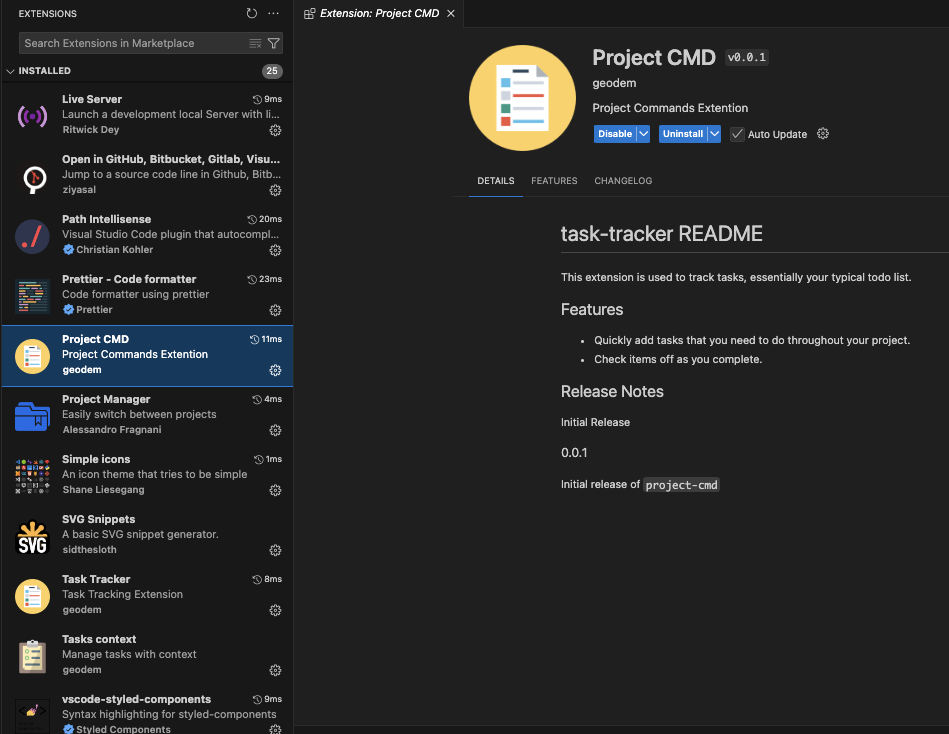 EXTENSIONS
Search Extensions in Marketplace
INSTALLED
25
Live Server
9ms
Launch a development local Server with li...
Ritwick Dey
Open in GitHub, Bitbucket, Gitlab, Visu...
Jump to a source code line in Github, Bitb...
ziyasal
Path Intellisense
20ms
Visual Studio Code plugin that autocompl...
Christian Kohler
Prettier - Code formatter
23ms
Code formatter using prettier
Prettier
Project CMD
11ms
Project Commands Extention
geodem
Project Manager
4ms
Easily switch between projects
Alessandro Fragnani
Simple icons
1ms
An icon theme that tries to be simple
Shane Liesegang
SVG
SVG Snippets
A basic SVG snippet generator.
sidthesloth
Task Tracker
8ms
Task Tracking Extension
geodem
Tasks context
Manage tasks with context
geodem
vscode-styled-components
9ms
Syntax highlighting for styled-components
Styled Components
Extension: Project CMD
Project CMD v0.0.1
geodem
Project Commands Extention
Disable Uninstall Auto Update
DETAILS FEATURES CHANGELOG
task-tracker README
This extension is used to track tasks, essentially your typical todo list.
Features
• Quickly add tasks that you need to do throughout your project.
• Check items off as you complete.
Release Notes
Initial Release
0.0.1
Initial release of project-cmd